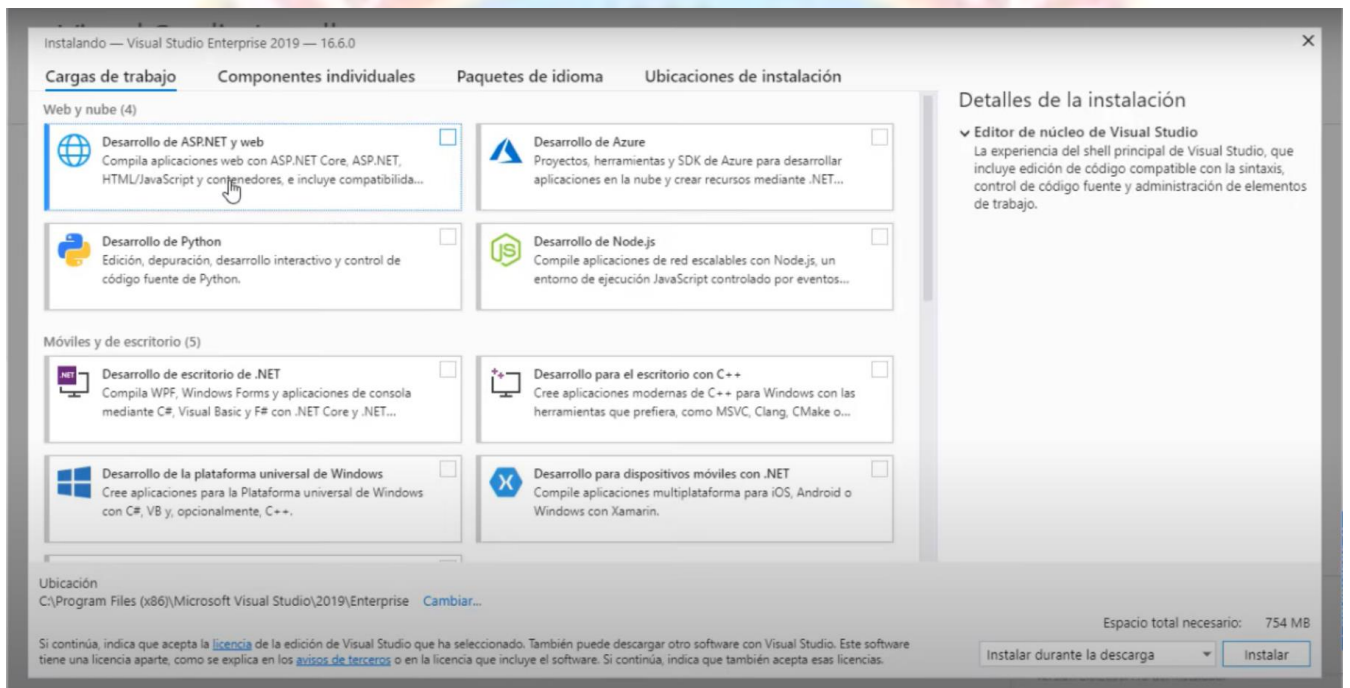 Instalando — Visual Studio Enterprise 2019 — 16.6.0
Cargas de trabajo
Componentes individuales
Paquetes de idioma
Ubicaciones de instalación
Web y nube (4)
Desarrollo de ASP.NET y web
Compila aplicaciones web con ASP.NET Core, ASP.NET,
HTML/JavaScript y contenedores, e incluye compatibilida...
Desarrollo de Azure
Proyectos, herramientas y SDK de Azure para desarrollar
aplicaciones en la nube y crear recursos mediante .NET...
Desarrollo de Python
Edición, depuración, desarrollo interactivo y control de
código fuente de Python.
Desarrollo de Node.js
Compile aplicaciones de red escalables con Node.js, un
entorno de ejecución JavaScript controlado por eventos...
Móviles y de escritorio (5)
Desarrollo de escritorio de .NET
Compila WPF, Windows Forms y aplicaciones de consola
mediante C#, Visual Basic y F# con .NET Core y .NET...
Desarrollo para el escritorio con C++
Cree aplicaciones modernas de C++ para Windows con las
herramientas que prefiera, como MSVC, Clang, CMake o...
Desarrollo de la plataforma universal de Windows
Cree aplicaciones para la Plataforma universal de Windows
con C#, VB y, opcionalmente, C++.
Desarrollo para dispositivos móviles con .NET
Compile aplicaciones multiplataforma para iOS, Android o
Windows con Xamarin.
Detalles de la instalación
Editor de núcleo de Visual Studio
La experiencia del shell principal de Visual Studio, que
incluye edición de código compatible con la sintaxis,
control de código fuente y administración de elementos
de trabajo.
Ubicación
C:\Program Files (x86)\Microsoft Visual Studio\2019\Enterprise Cambiar...
Si continúa, indica que acepta la licencia de la edición de Visual Studio que ha seleccionado. También puede descargar otro software con Visual Studio. Este software
tiene una licencia aparte, como se explica en los avisos de terceros o en la licencia que incluye el software. Si continúa, indica que también acepta esas licencias.
Espacio total necesario: 754 MB
Instalar durante la descarga
Instalar